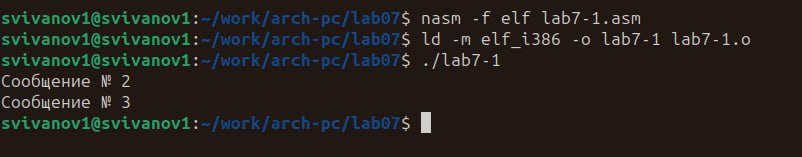 svivanov1@svivanov1:~/work/arch-pc/lab07$ nasm -f elf lab7-1.asm
svivanov1@svivanov1:~/work/arch-pc/lab07$ ld -m elf_i386 -o lab7-1 lab7-1.o
svivanov1@svivanov1:~/work/arch-pc/lab07$ ./lab7-1
Сообщение № 2
Сообщение № 3
svivanov1@svivanov1:~/work/arch-pc/lab07$